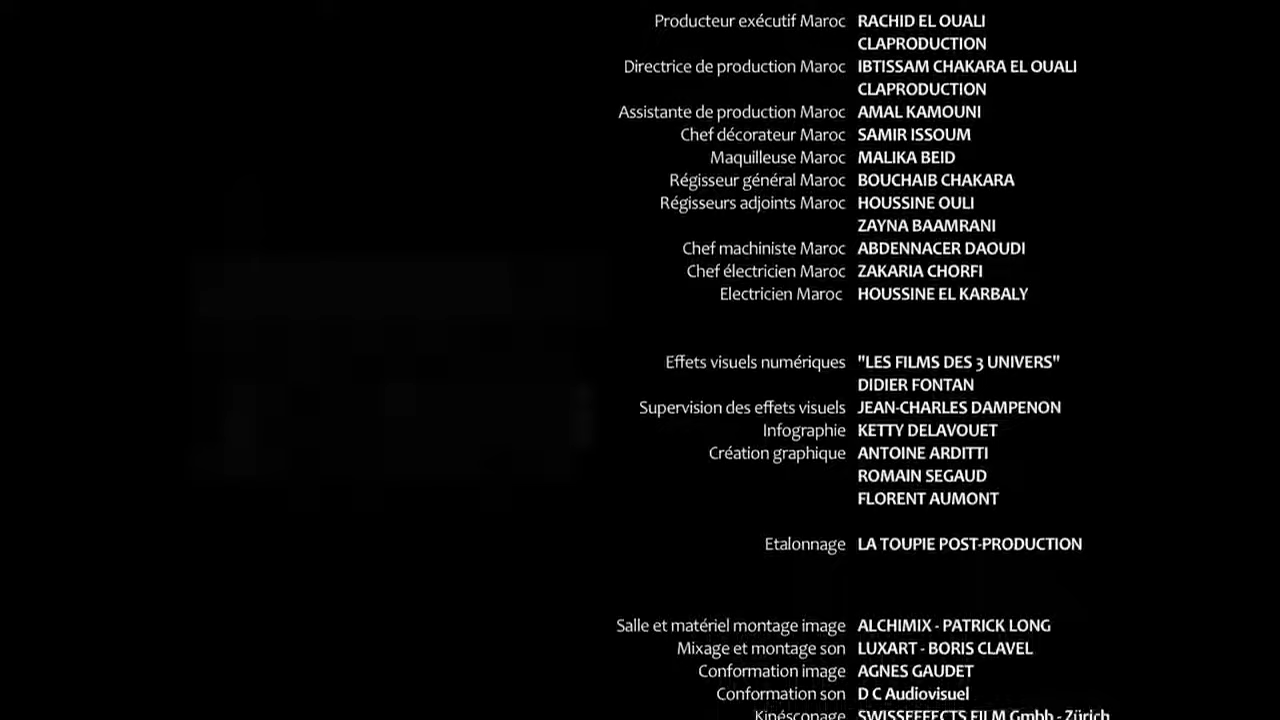 Producteur exécutif Maroc RACHID EL OUALI
CLAPRODUCTION
Directrice de production Maroc IBTISSAM CHAKARA EL OUALI
CLAPRODUCTION
Assistante de production Maroc AMAL KAMOUNI
Chef décorateur Maroc SAMIR ISSOUM
Maquilleuse Maroc MALIKA BEID
Régisseur général Maroc BOUCHAIB CHAKARA
Régisseurs adjoints Maroc HOUSSINE OULI
ZAYNA BAAMRANI
Chef machiniste Maroc ABDENNACER DAOUDI
Chef électricien Maroc ZAKARIA CHORFI
Electricien Maroc HOUSSINE EL KARBALY
Effets visuels numériques "LES FILMS DES 3 UNIVERS"
DIDIER FONTAN
Supervision des effets visuels JEAN-CHARLES DAMPENON
Infographie KETTY DELAVOUET
Création graphique ANTOINE ARDITTI
ROMAIN SEGAUD
FLORENT AUMONT
Etalonnage LA TOUPIE POST-PRODUCTION
Salle et matériel montage image ALCHIMIX - PATRICK LONG
Mixage et montage son LUXART - BORIS CLAVEL
Conformation image AGNES GAUDET
Conformation son D C Audiovisuel
Kinéscopage SWISSEFFECTS FILM Gmbh - Zürich